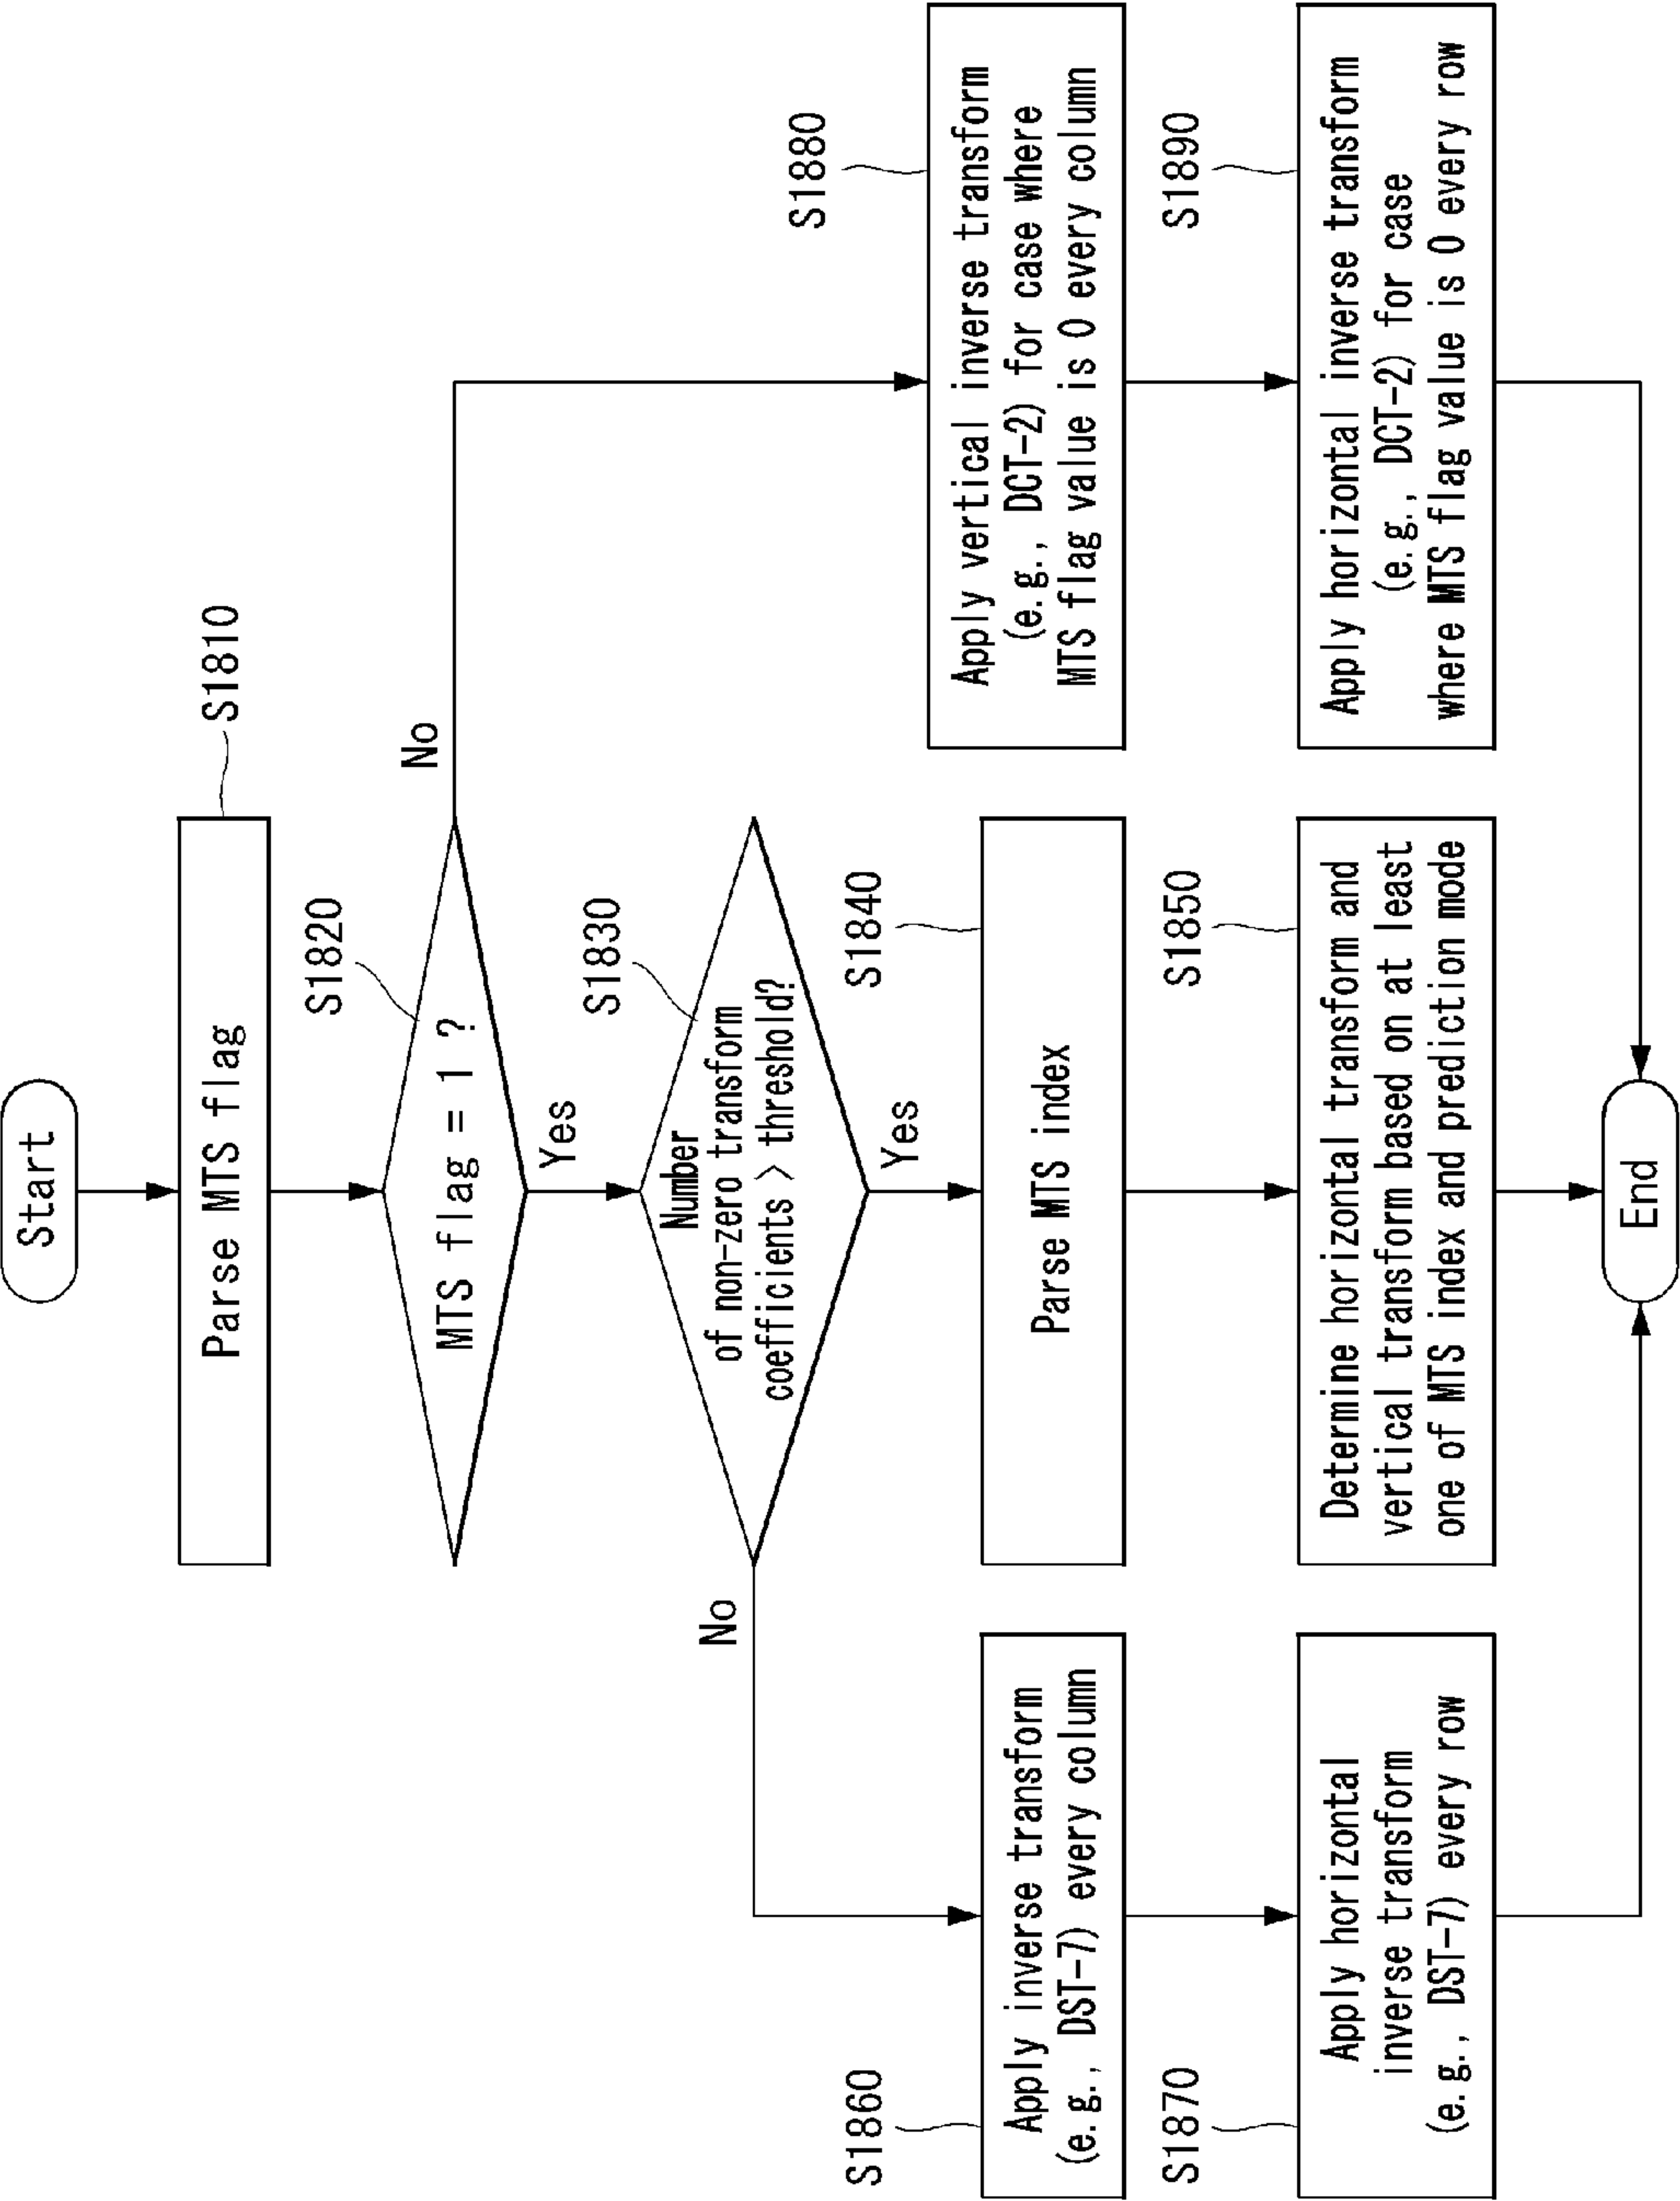 Start
Parse MTS flag
S1810
MTS flag = 1 ?
S1820
No
Yes
Number
of non-zero transform
coefficients > threshold?
S1830
No
Yes
S1860
Apply inverse transform
(e.g., DST-7) every column
S1840
Parse MTS index
S1880
Apply vertical inverse transform
(e.g., DCT-2) for case where
MTS flag value is 0 every column
S1870
Apply horizontal
inverse transform
(e.g., DST-7) every row
S1850
Determine horizontal transform and
vertical transform based on at least
one of MTS index and prediction mode
S1890
Apply horizontal inverse transform
(e.g., DCT-2) for case
where MTS flag value is 0 every row
End